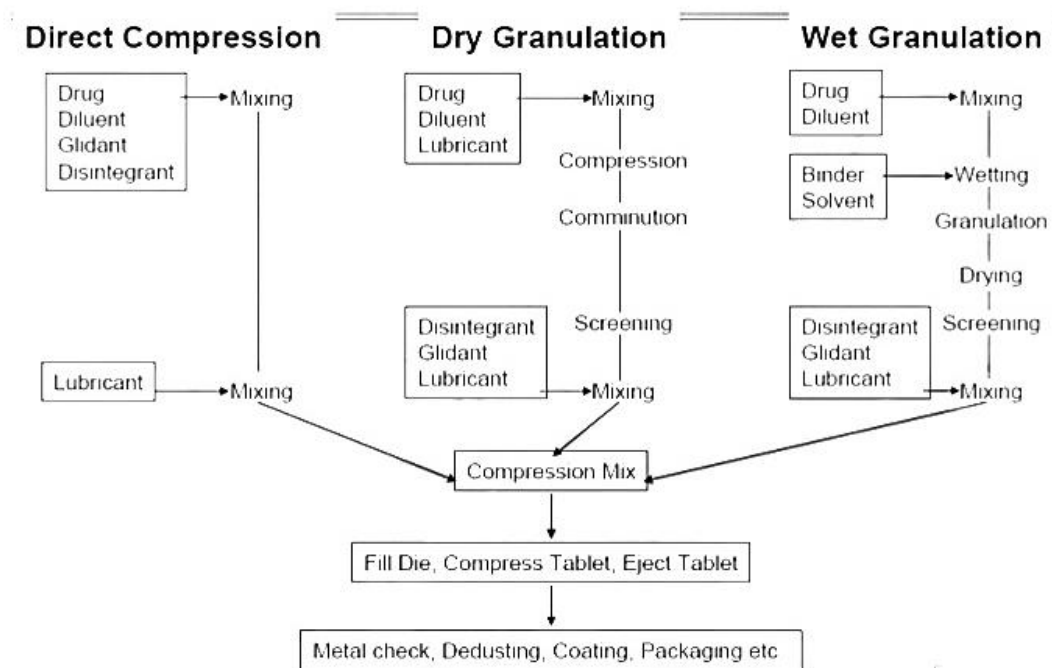 Direct Compression
Drug
Diluent
Glidant
Disintegrant
Mixing
Lubricant
Mixing
Dry Granulation
Drug
Diluent
Lubricant
Mixing
Compression
Comminution
Screening
Disintegrant
Glidant
Lubricant
Mixing
Wet Granulation
Drug
Diluent
Mixing
Binder
Solvent
Wetting
Granulation
Drying
Screening
Disintegrant
Glidant
Lubricant
Mixing
Compression Mix
Fill Die, Compress Tablet, Eject Tablet
Metal check, Dedusting, Coating, Packaging etc